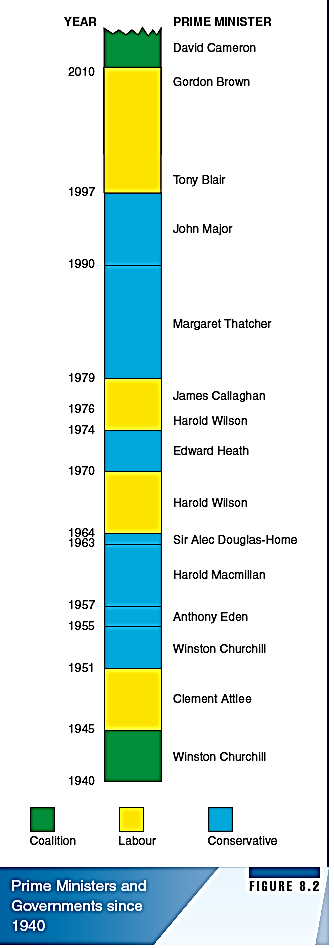 YEAR PRIME MINISTER
David Cameron
2010
Gordon Brown
Tony Blair
1997
John Major
1990
Margaret Thatcher
1979
James Callaghan
1976
Harold Wilson
1974
Edward Heath
1970
Harold Wilson
1964
Sir Alec Douglas-Home
1963
Harold Macmillan
1957
Anthony Eden
1955
Winston Churchill
1951
Clement Attlee
1945
Winston Churchill
1940
Coalition Labour Conservative
Prime Ministers and
Governments since
1940
FIGURE 8.2